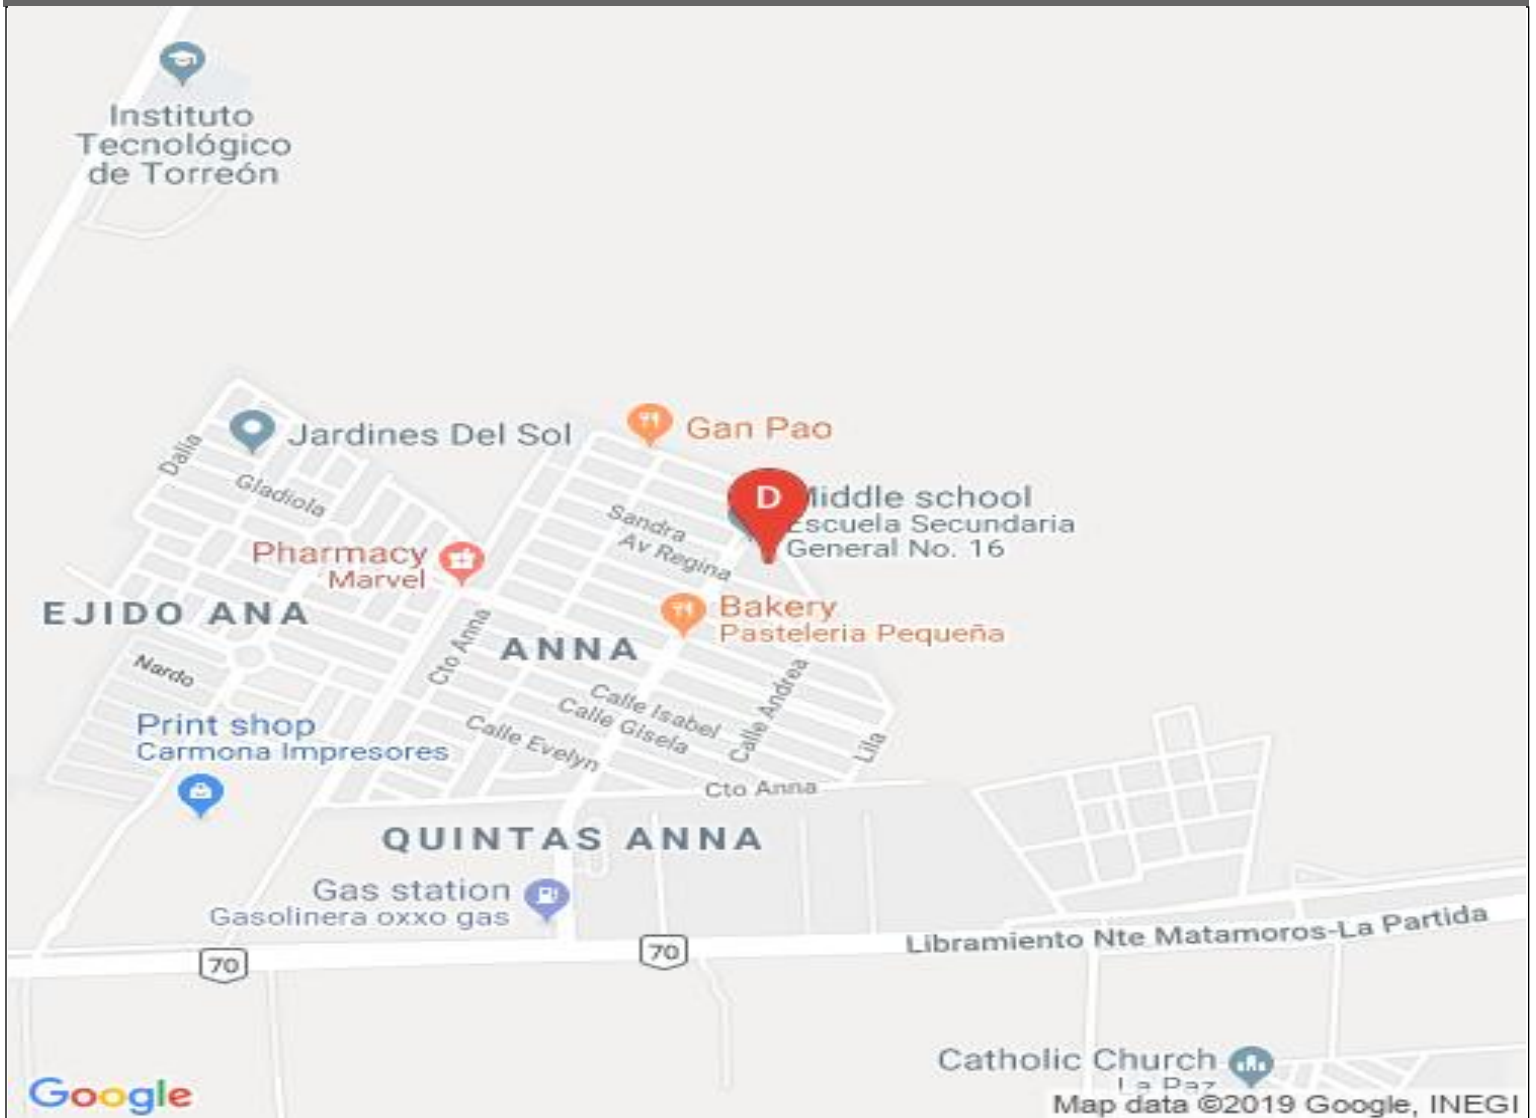 Instituto
Tecnológico
de Torreón
Jardines Del Sol
Gan Pao
Dalia
Gladiola
D
Middle school
Escuela Secundaria
General No. 16
Sandra
Av Regina
Pharmacy
Marvel
EJIDO ANA
Bakery
Pasteleria Pequeña
Cto Anna
ANNA
Nardo
Calle Isabel
Calle Gisela
Calle Andrea
Lila
Calle Evelyn
Print shop
Carmona Impresores
Cto Anna
QUINTAS ANNA
Gas station
Gasolinera oxxo gas
70
70
Libramiento Nte Matamoros-La Partida
Catholic Church
La Paz
Google
Map data ©2019 Google, INEGI